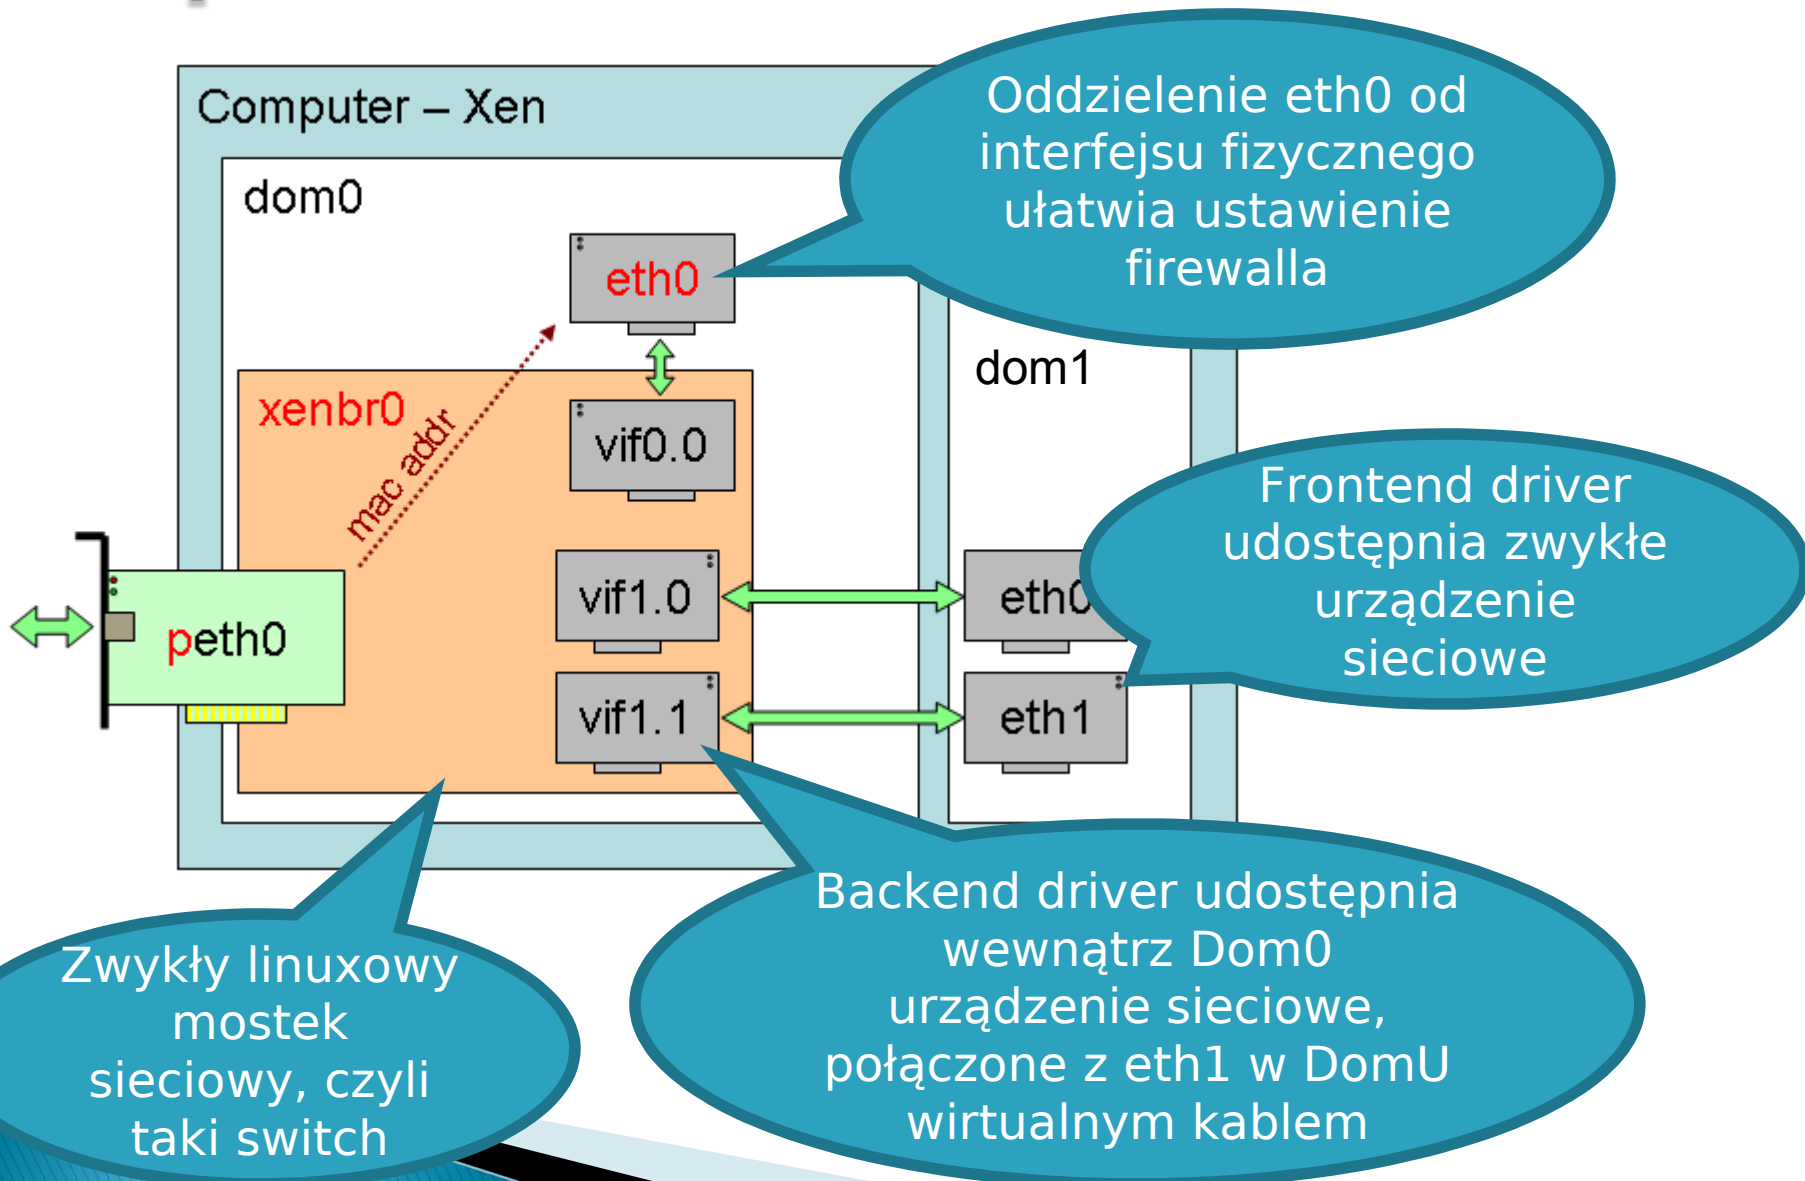 Computer – Xen
Oddzielenie eth0 od
interfejsu fizycznego
ułatwia ustawienie
firewalla
dom0
eth0
dom1
xenbr0
mac addr
vif0.0
Frontend driver
udostępnia zwykłe
urządzenie
sieciowe
vif1.0
eth0
peth0
vif1.1
eth1
Backend driver udostępnia
wewnątrz Dom0
urządzenie sieciowe,
połączone z eth1 w DomU
wirtualnym kablem
Zwykły linuxowy
mostek
sieciowy, czyli
taki switch